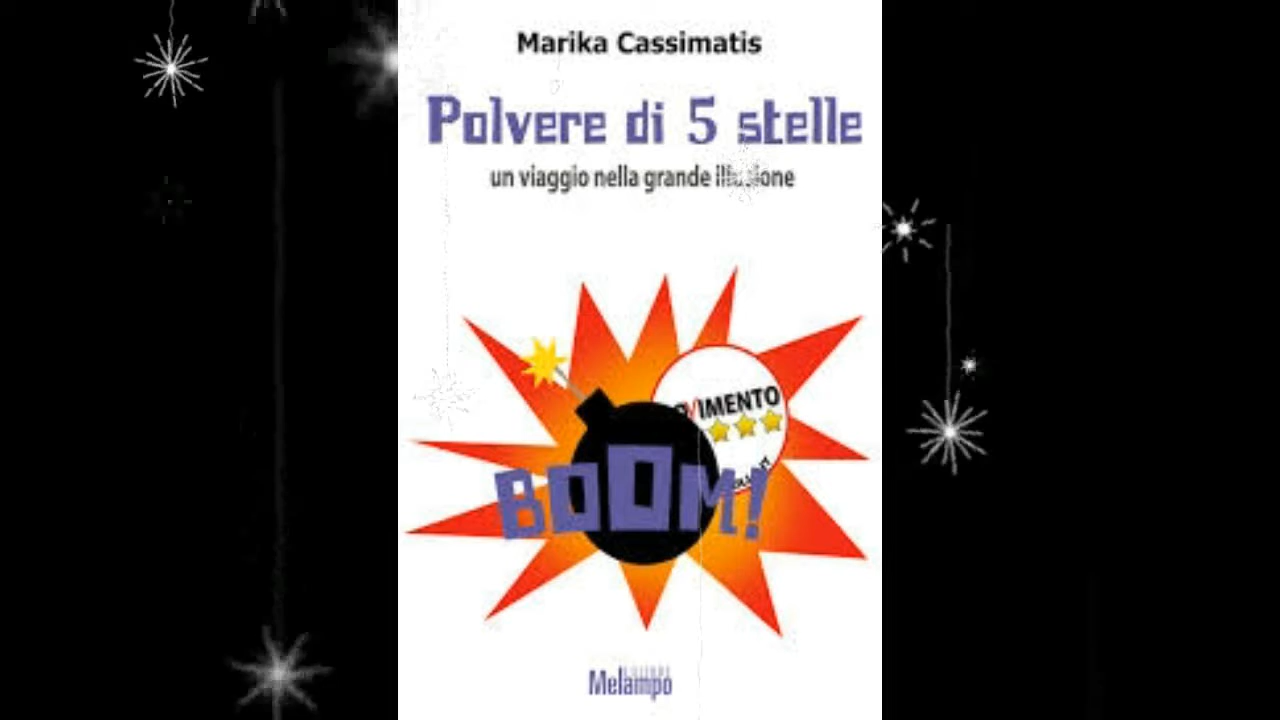 Marika Cassimatis
Polvere di 5 stelle
un viaggio nella grande illusione
VIMENTO
BOOM!
Melampo